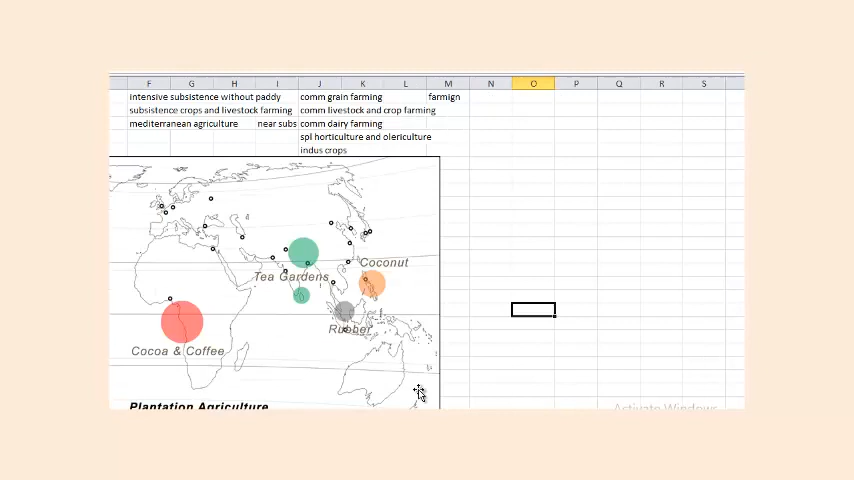 F G H I J K L M N O P Q R S
intensive subsistence without paddy comm grain farming farmign
subsistence crops and livestock farming comm livestock and crop farming
mediterranean agriculture near subs comm dairy farming
spl horticulture and olericulture
indus crops
Coconut
Tea Gardens
Rubber
Cocoa & Coffee
Plantation Agriculture
Activate Windows